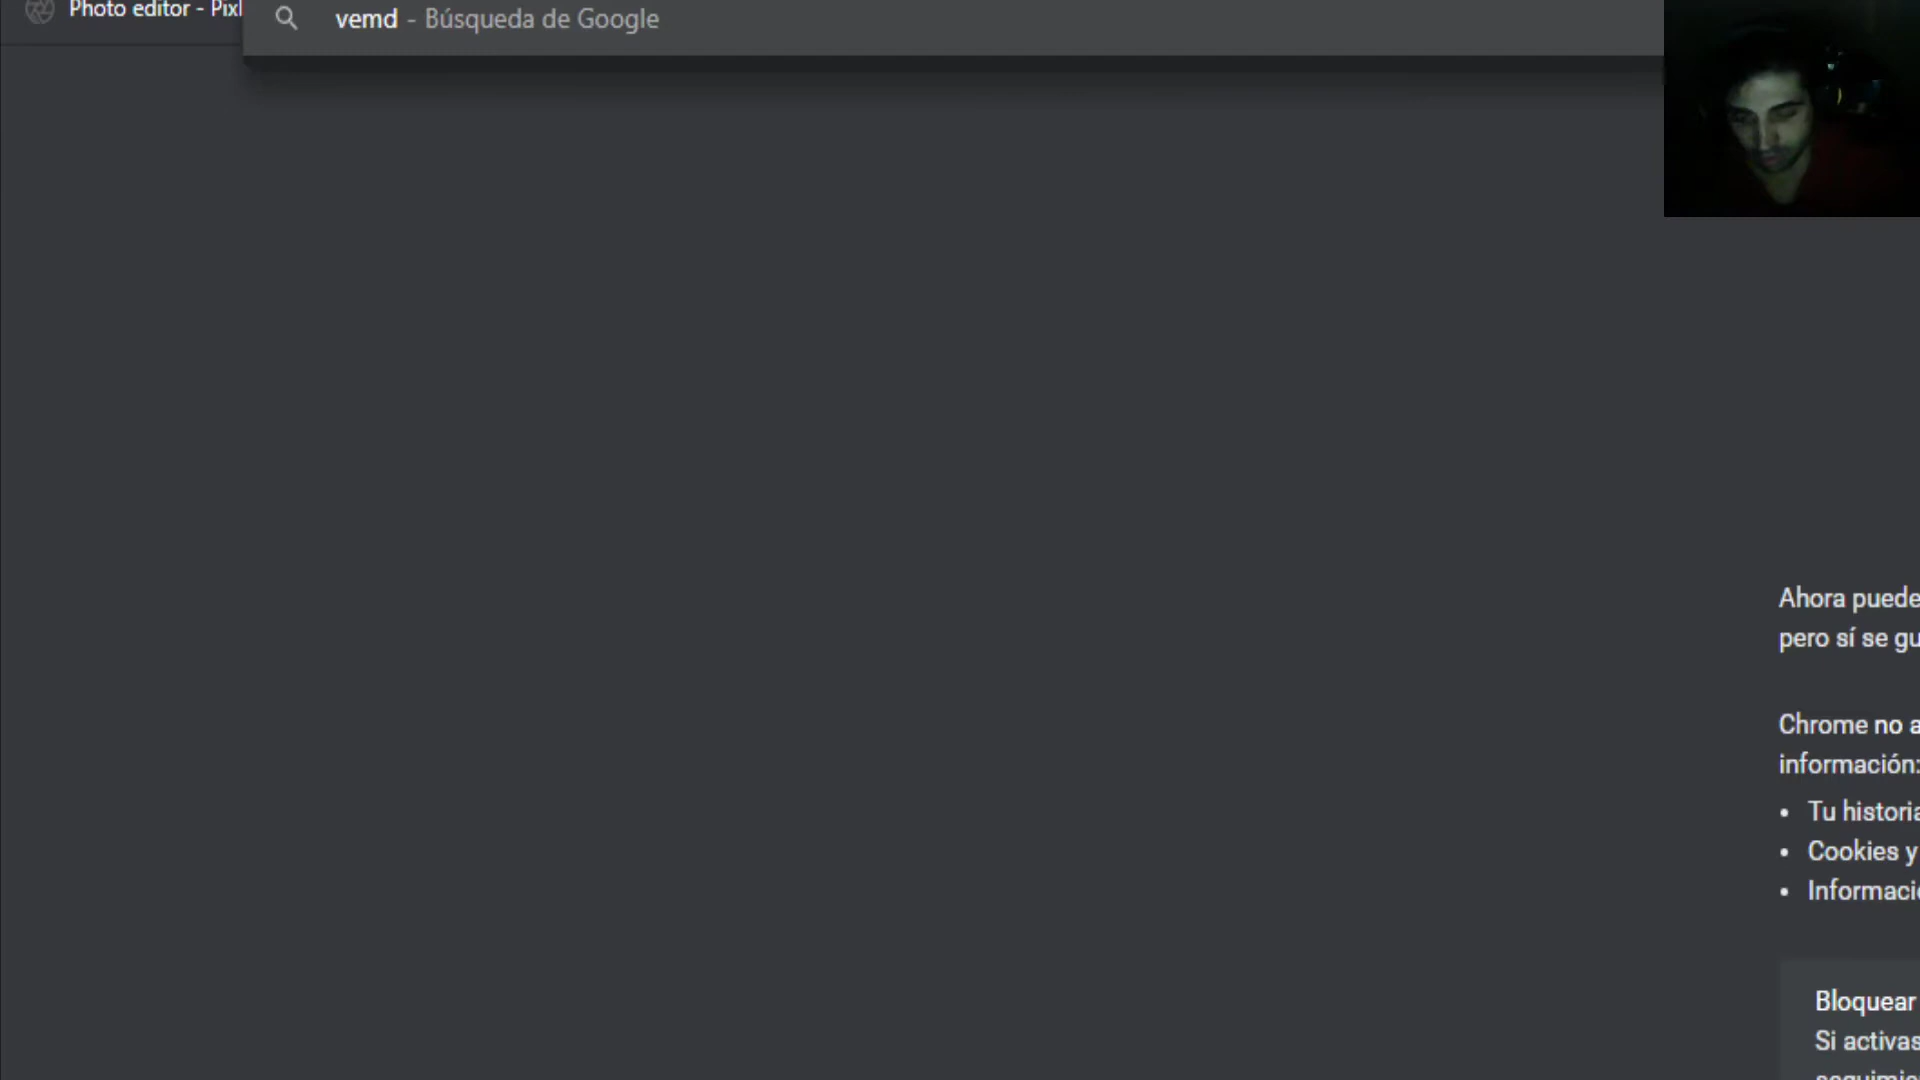 Photo editor - Pixl
vemd - Búsqueda de Google
Ahora puede
pero sí se gu
Chrome no a
información:
• Tu historia
• Cookies y
• Informació
Bloquear
Si activas